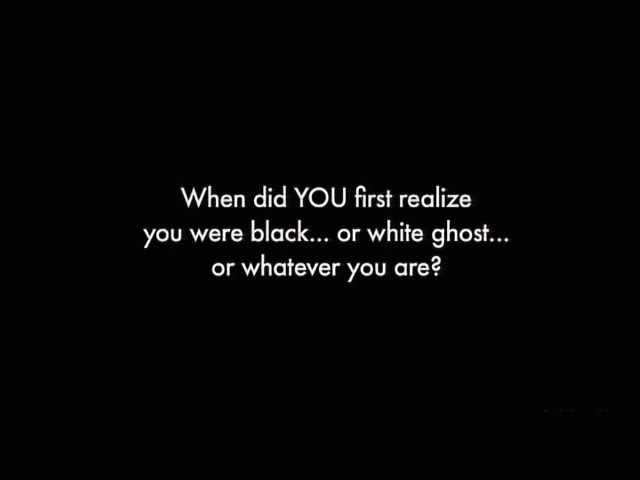 When did YOU first realize
you were black... or white ghost...
or whatever you are?